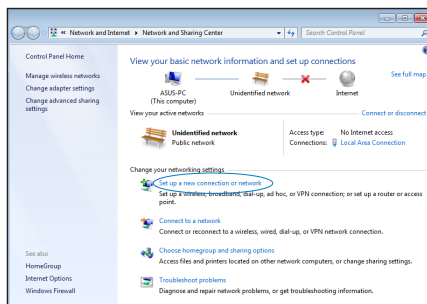 « Network and Internet ▸ Network and Sharing Center
Search Control Panel
Control Panel Home
Manage wireless networks
Change adapter settings
Change advanced sharing
settings
See also
HomeGroup
Internet Options
Windows Firewall
View your basic network information and set up connections
See full map
ASUS-PC
(This computer)
Unidentified network
Internet
View your active networks
Connect or disconnect
Unidentified network
Public network
Access type: No Internet access
Connections: Local Area Connection
Change your networking settings
Set up a new connection or network
Set up a wireless, broadband, dial-up, ad hoc, or VPN connection; or set up a router or access
point.
Connect to a network
Connect or reconnect to a wireless, wired, dial-up, or VPN network connection.
Choose homegroup and sharing options
Access files and printers located on other network computers, or change sharing settings.
Troubleshoot problems
Diagnose and repair network problems, or get troubleshooting information.